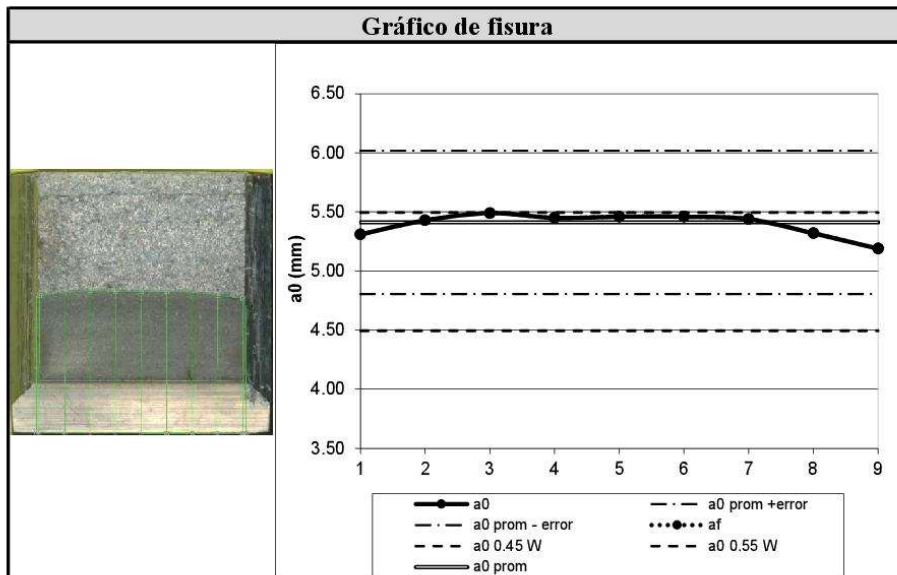 Gráfico de fisura
6.50
6.00
5.50
5.00
4.50
4.00
3.50
a0 (mm)
1 2 3 4 5 6 7 8 9
a0 a0 prom +error
a0 prom - error af
a0 0.45 W a0 0.55 W
a0 prom